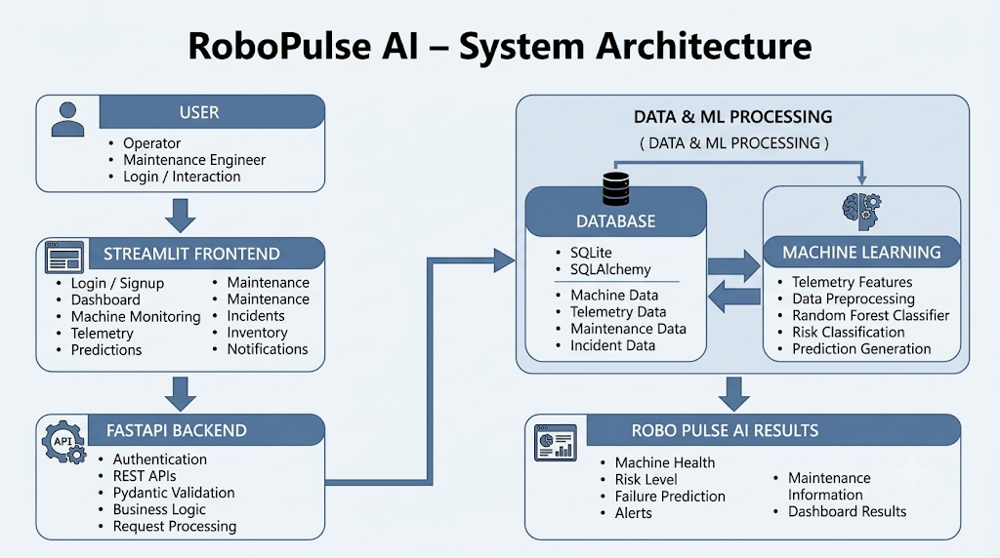 RoboPulse AI – System Architecture
USER
• Operator
• Maintenance Engineer
• Login / Interaction
STREAMLIT FRONTEND
• Login / Signup
• Dashboard
• Machine Monitoring
• Telemetry
• Predictions
• Maintenance
• Maintenance
• Incidents
• Inventory
• Notifications
API
FASTAPI BACKEND
• Authentication
• REST APIs
• Pydantic Validation
• Business Logic
• Request Processing
DATA & ML PROCESSING
( DATA & ML PROCESSING )
DATABASE
• SQLite
• SQLAlchemy
• Machine Data
• Telemetry Data
• Maintenance Data
• Incident Data
MACHINE LEARNING
• Telemetry Features
• Data Preprocessing
• Random Forest Classifier
• Risk Classification
• Prediction Generation
ROBO PULSE AI RESULTS
• Machine Health
• Risk Level
• Failure Prediction
• Alerts
• Maintenance
Information
• Dashboard Results